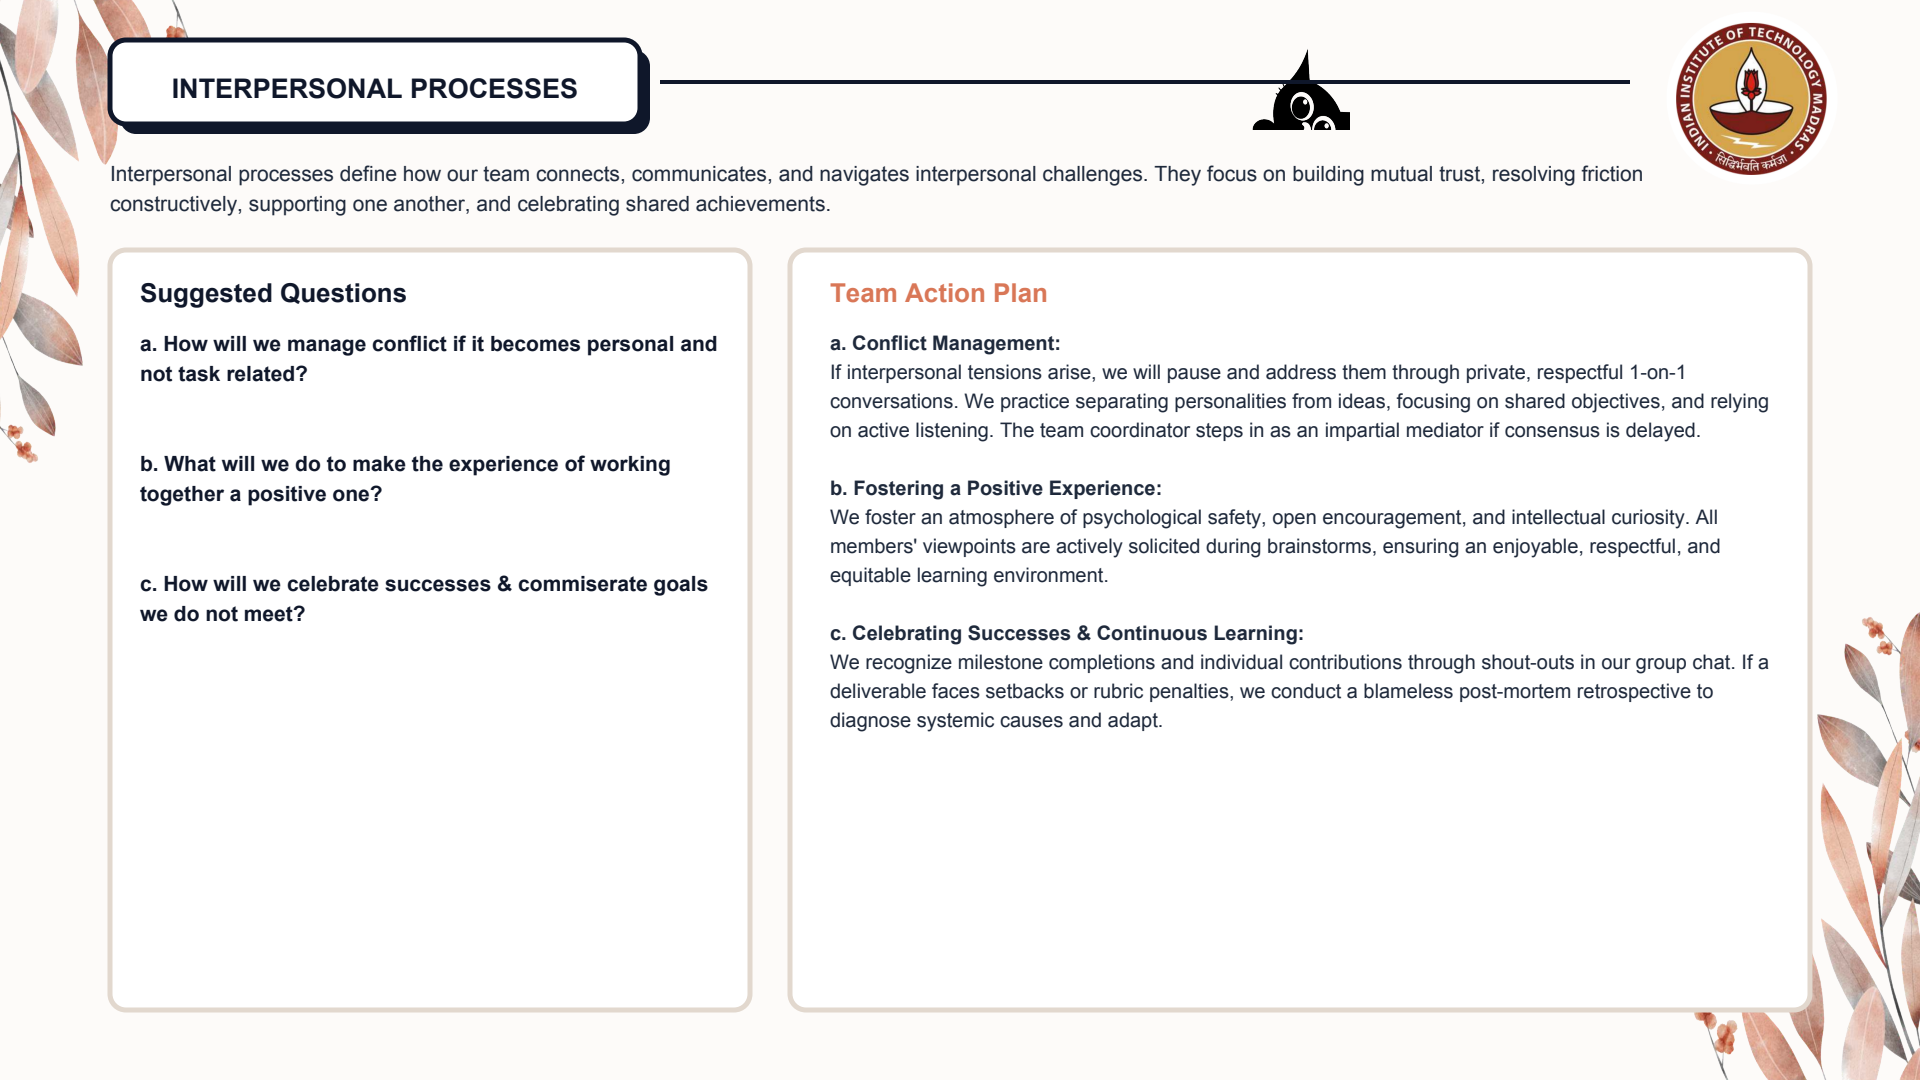 INTERPERSONAL PROCESSES
INDIAN INSTITUTE OF TECHNOLOGY MADRAS
सिद्धिर्भवति कर्मजा
Interpersonal processes define how our team connects, communicates, and navigates interpersonal challenges. They focus on building mutual trust, resolving friction
constructively, supporting one another, and celebrating shared achievements.
Suggested Questions
a. How will we manage conflict if it becomes personal and
not task related?
b. What will we do to make the experience of working
together a positive one?
c. How will we celebrate successes & commiserate goals
we do not meet?
Team Action Plan
a. Conflict Management:
If interpersonal tensions arise, we will pause and address them through private, respectful 1-on-1
conversations. We practice separating personalities from ideas, focusing on shared objectives, and relying
on active listening. The team coordinator steps in as an impartial mediator if consensus is delayed.
b. Fostering a Positive Experience:
We foster an atmosphere of psychological safety, open encouragement, and intellectual curiosity. All
members' viewpoints are actively solicited during brainstorms, ensuring an enjoyable, respectful, and
equitable learning environment.
c. Celebrating Successes & Continuous Learning:
We recognize milestone completions and individual contributions through shout-outs in our group chat. If a
deliverable faces setbacks or rubric penalties, we conduct a blameless post-mortem retrospective to
diagnose systemic causes and adapt.